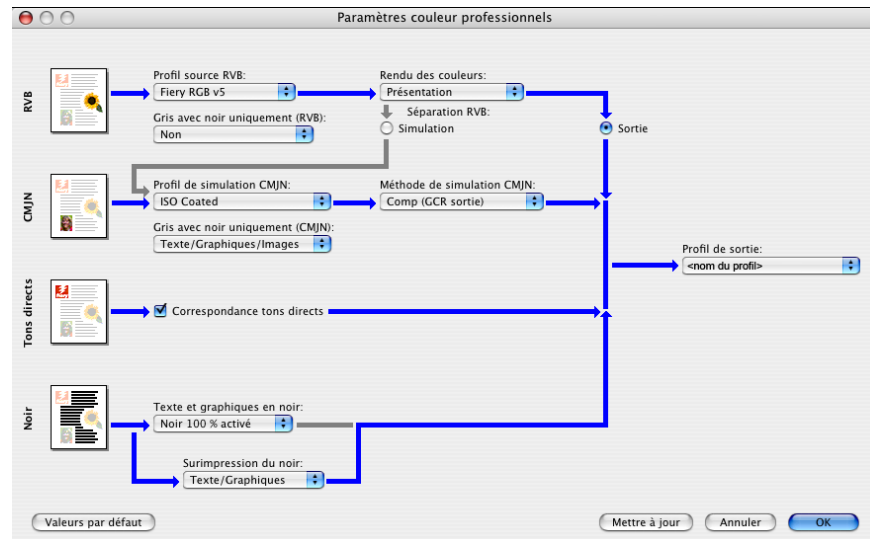 Paramètres couleur professionnels
RVB
Profil source RVB:
Fiery RGB v5
Rendu des couleurs:
Présentation
Gris avec noir uniquement (RVB):
Non
Séparation RVB:
Simulation
Sortie
CMJN
Profil de simulation CMJN:
ISO Coated
Méthode de simulation CMJN:
Comp (GCR sortie)
Gris avec noir uniquement (CMJN):
Texte/Graphiques/Images
Profil de sortie:
<nom du profil>
Tons directs
Correspondance tons directs
Noir
Texte et graphiques en noir:
Noir 100 % activé
Surimpression du noir:
Texte/Graphiques
Valeurs par défaut
Mettre à jour
Annuler
OK